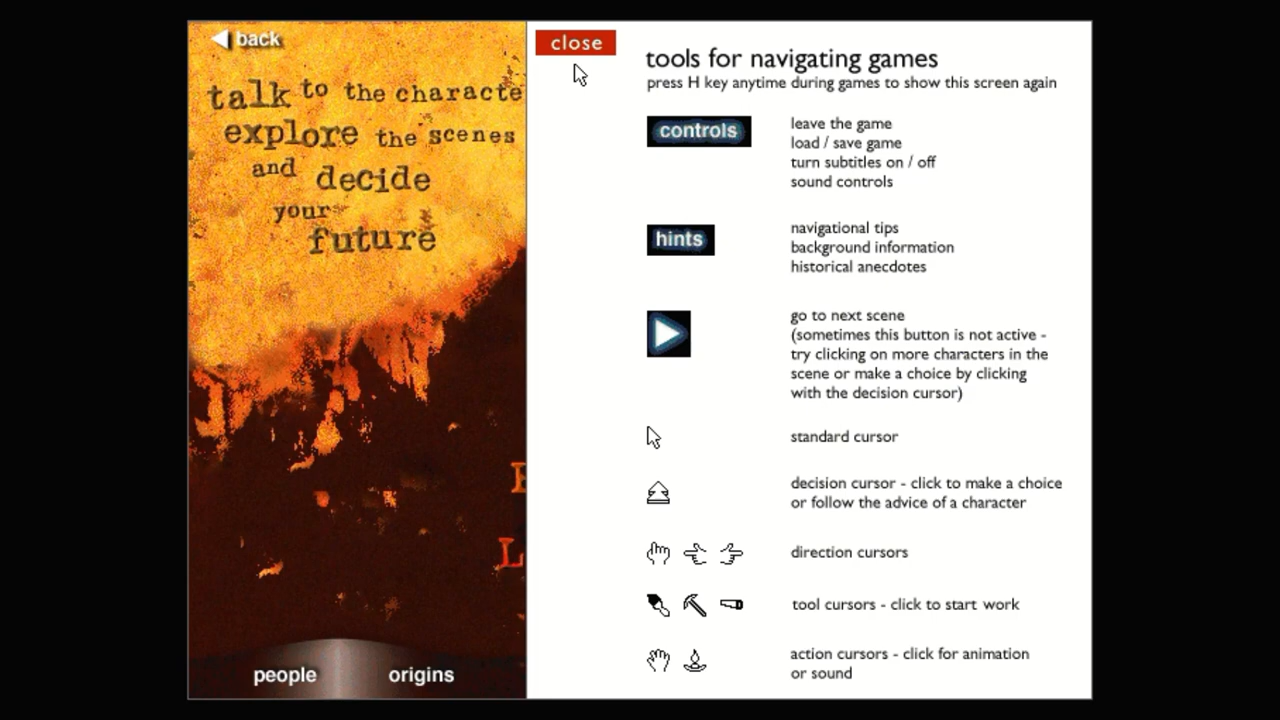 back
talk to the characte
explore the scenes
and decide
your
future
people
origins
close
tools for navigating games
press H key anytime during games to show this screen again
controls
leave the game
load / save game
turn subtitles on / off
sound controls
hints
navigational tips
background information
historical anecdotes
go to next scene
(sometimes this button is not active -
try clicking on more characters in the
scene or make a choice by clicking
with the decision cursor)
standard cursor
decision cursor - click to make a choice
or follow the advice of a character
direction cursors
tool cursors - click to start work
action cursors - click for animation
or sound